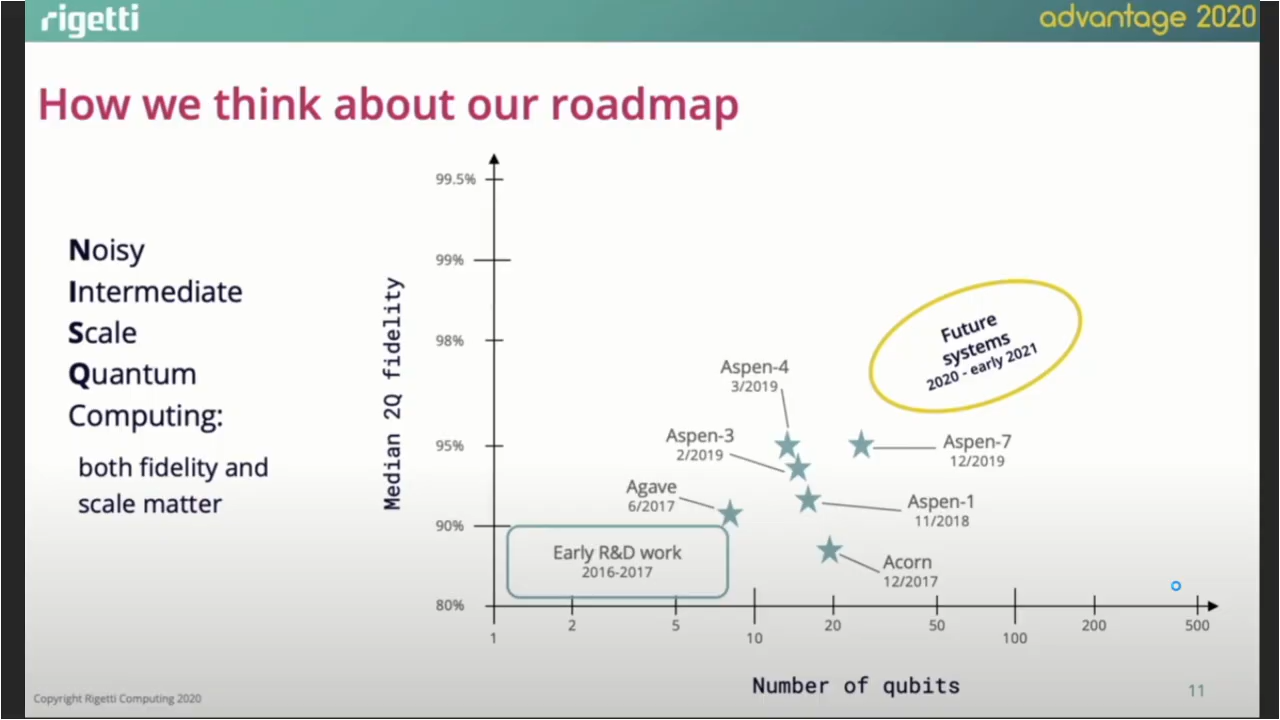 rigetti
advantage 2020
How we think about our roadmap
Noisy
Intermediate
Scale
Quantum
Computing:
both fidelity and
scale matter
Median 2Q fidelity
99.5%
99%
98%
95%
90%
80%
Future
systems
2020 - early 2021
Aspen-4
3/2019
Aspen-3
2/2019
Aspen-7
12/2019
Agave
6/2017
Aspen-1
11/2018
Early R&D work
2016-2017
Acorn
12/2017
1
2
5
10
20
50
100
200
500
Number of qubits
Copyright Rigetti Computing 2020
11